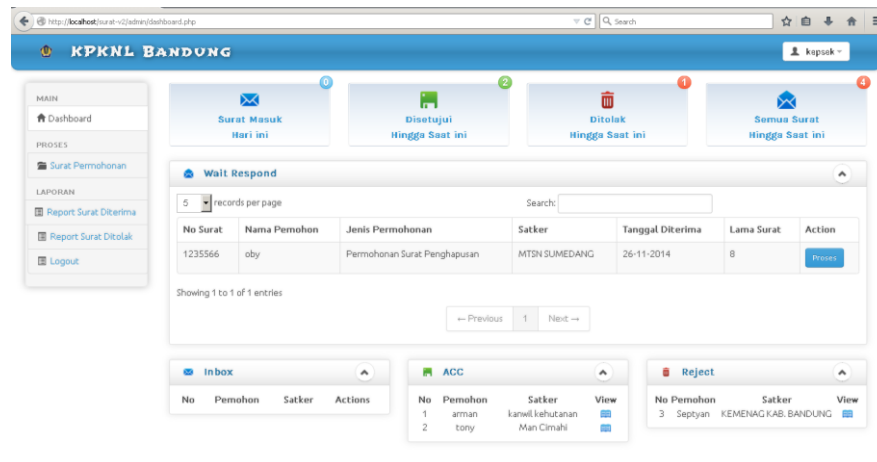 http://localhost/surat-v2/admin/dashboard.php
Search
KPKNL BANDUNG
kepsek
MAIN
Dashboard
PROSES
Surat Permohonan
LAPORAN
Report Surat Diterima
Report Surat Ditolak
Logout
0
Surat Masuk
Hari ini
2
Disetujui
Hingga Saat ini
1
Ditolak
Hingga Saat ini
4
Semua Surat
Hingga Saat ini
Wait Respond
5 records per page
Search:
No Surat Nama Pemohon Jenis Permohonan Satker Tanggal Diterima Lama Surat Action
1235566 oby Permohonan Surat Penghapusan MTSN SUMEDANG 26-11-2014 8 Proses
Showing 1 to 1 of 1 entries
← Previous 1 Next →
Inbox
No Pemohon Satker Actions
ACC
No Pemohon Satker View
1 arman kanwil kehutanan
2 tony Man Cimahi
Reject
No Pemohon Satker View
3 Septyan KEMENAG KAB. BANDUNG